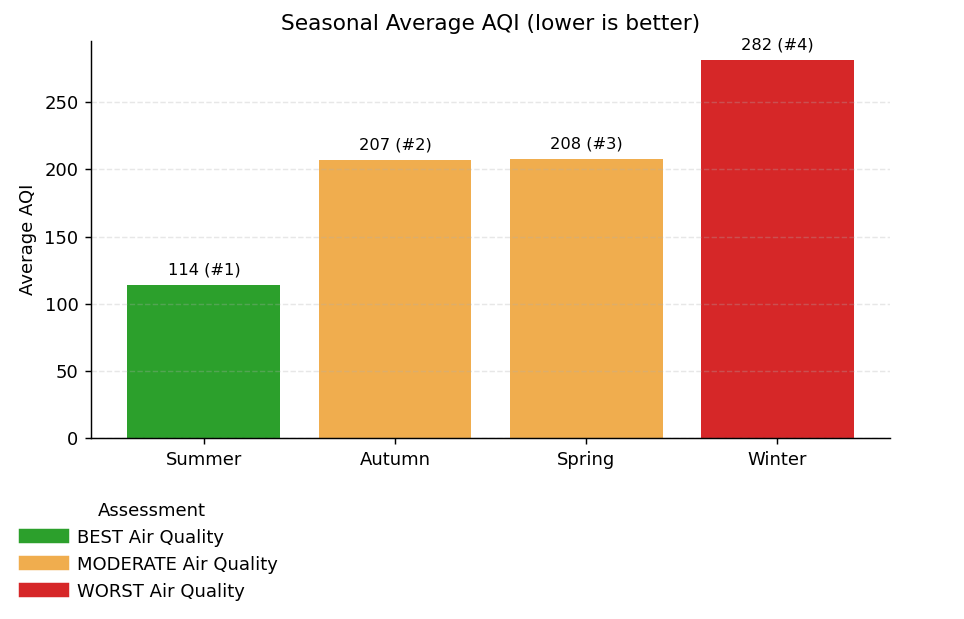 Seasonal Average AQI (lower is better)
282 (#4)
207 (#2)
208 (#3)
114 (#1)
Average AQI
250
200
150
100
50
0
Summer
Autumn
Spring
Winter
Assessment
BEST Air Quality
MODERATE Air Quality
WORST Air Quality